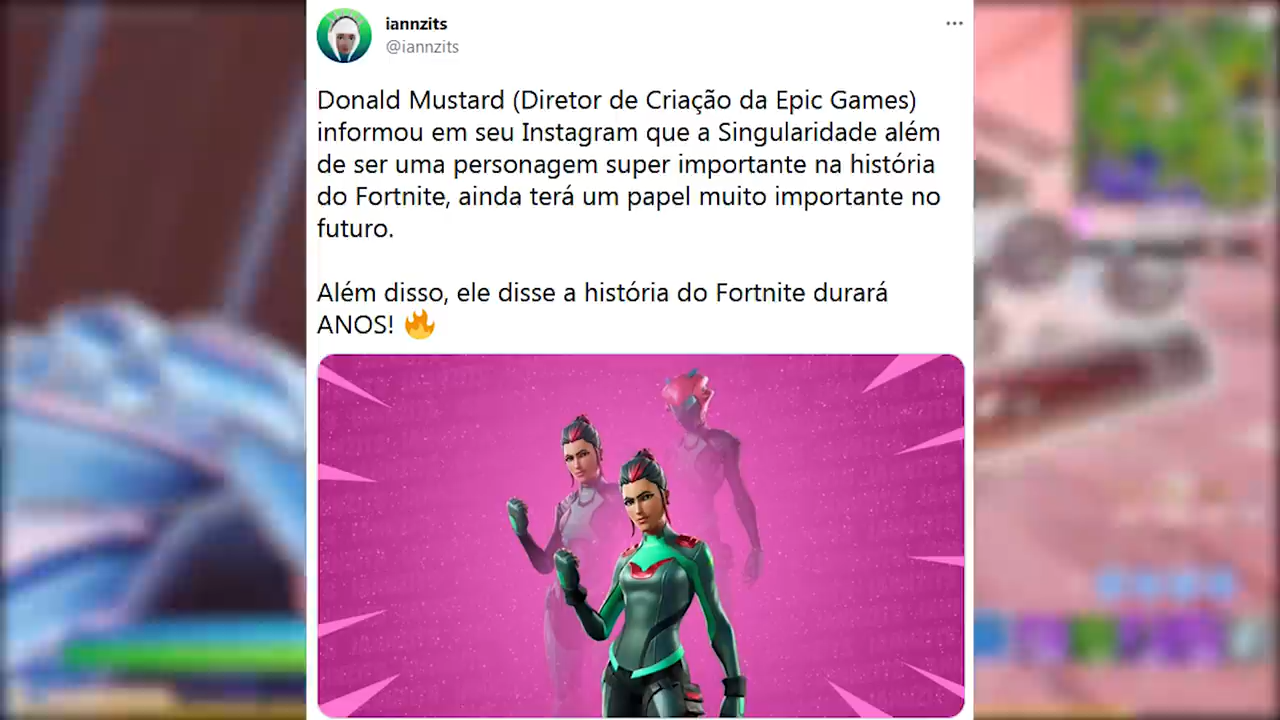 iannzits
@iannzits
Donald Mustard (Diretor de Criação da Epic Games)
informou em seu Instagram que a Singularidade além
de ser uma personagem super importante na história
do Fortnite, ainda terá um papel muito importante no
futuro.
Além disso, ele disse a história do Fortnite durará
ANOS! 🔥